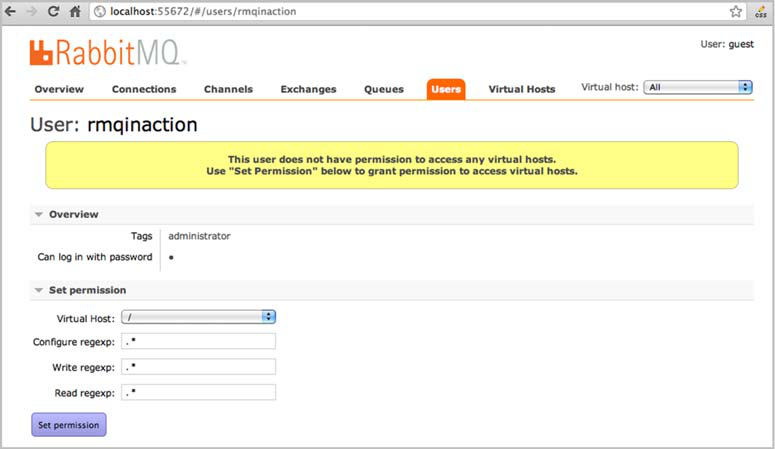 localhost:55672/#/users/rmqinaction
css
RabbitMQ
User: guest
Overview Connections Channels Exchanges Queues Users Virtual Hosts Virtual host: All
User: rmqinaction
This user does not have permission to access any virtual hosts.
Use "Set Permission" below to grant permission to access virtual hosts.
Overview
Tags administrator
Can log in with password •
Set permission
Virtual Host: /
Configure regexp: .*
Write regexp: .*
Read regexp: .*
Set permission